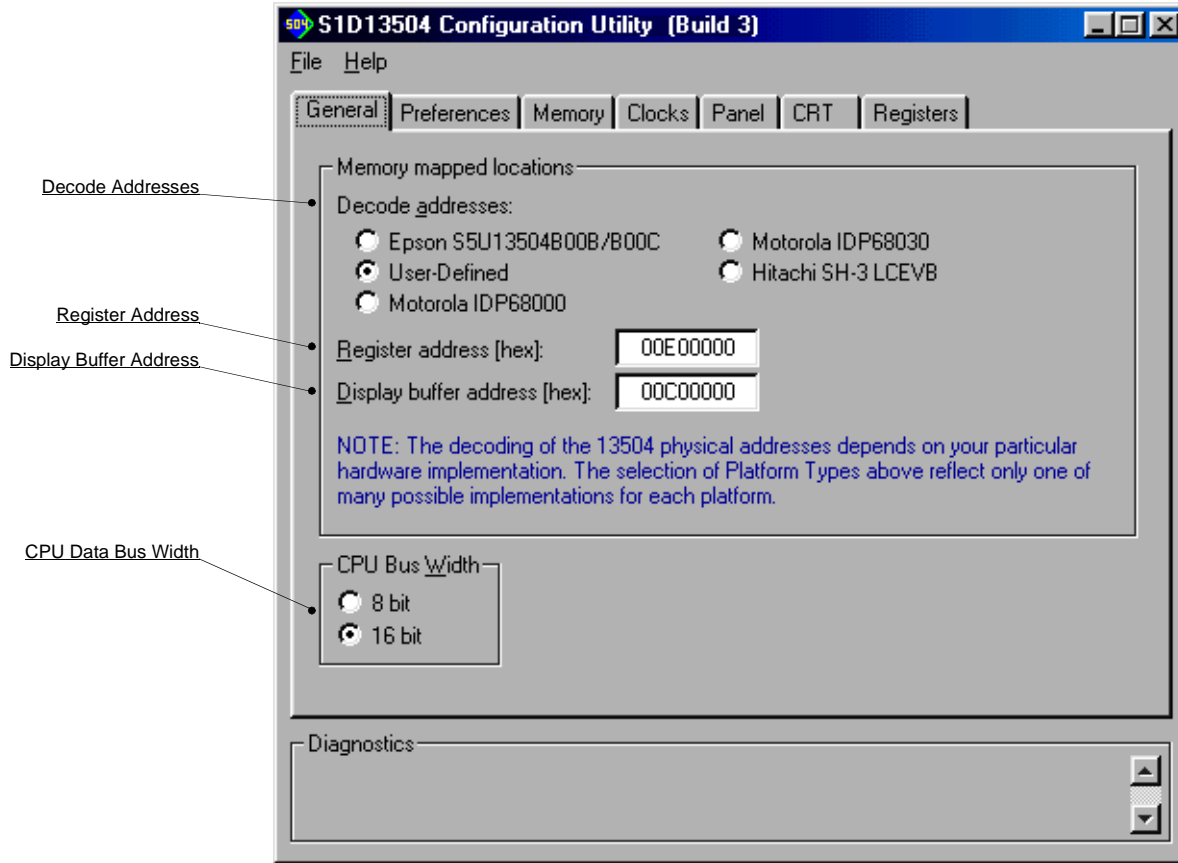 504 S1D13504 Configuration Utility (Build 3)
File Help
General Preferences Memory Clocks Panel CRT Registers
Memory mapped locations
Decode Addresses
Decode addresses:
Epson S5U13504B00B/B00C
Motorola IDP68030
User-Defined
Hitachi SH-3 LCEVB
Motorola IDP68000
Register Address
Register address [hex]: 00E00000
Display Buffer Address
Display buffer address [hex]: 00C00000
NOTE: The decoding of the 13504 physical addresses depends on your particular
hardware implementation. The selection of Platform Types above reflect only one of
many possible implementations for each platform.
CPU Data Bus Width
CPU Bus Width
8 bit
16 bit
Diagnostics